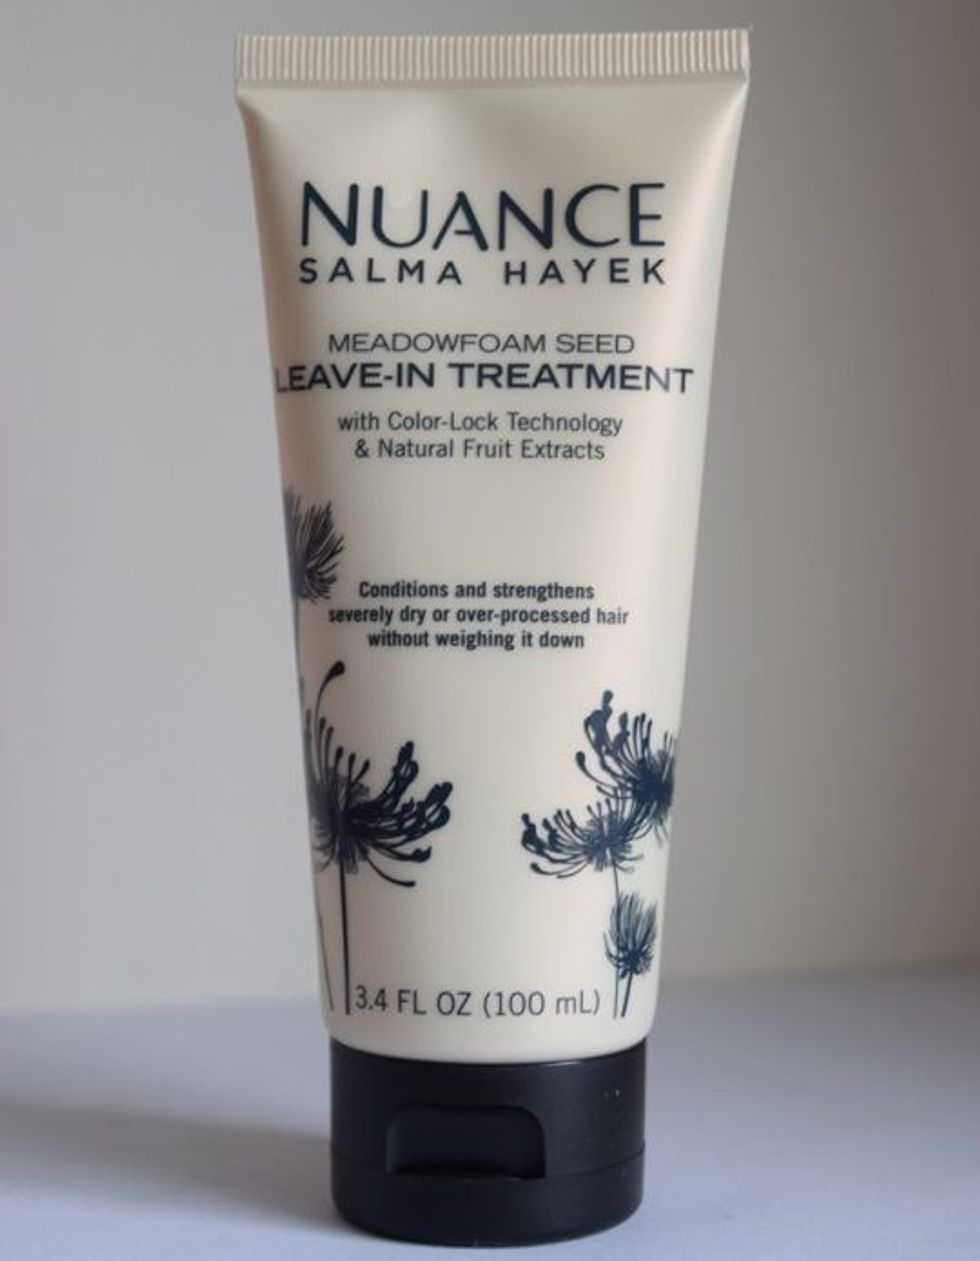 NUANCE
SALMA HAYEK
MEADOWFOAM SEED
LEAVE-IN TREATMENT
with Color-Lock Technology
& Natural Fruit Extracts
Conditions and strengthens
severely dry or over-processed hair
without weighing it down
3.4 FL OZ (100 mL)